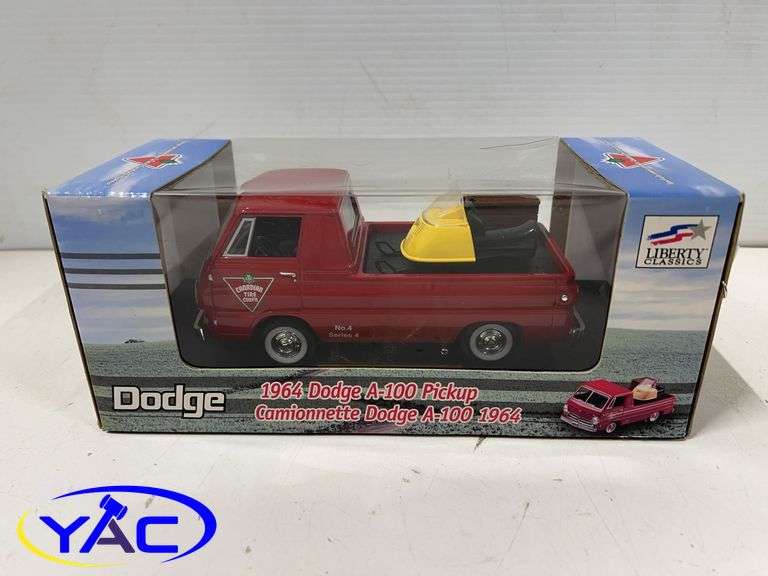 LIBERTY
CLASSICS
CANADIAN
TIRE
CORP'N
No.4
Series 4
Dodge
1964 Dodge A-100 Pickup
Camionnette Dodge A-100 1964
YAC